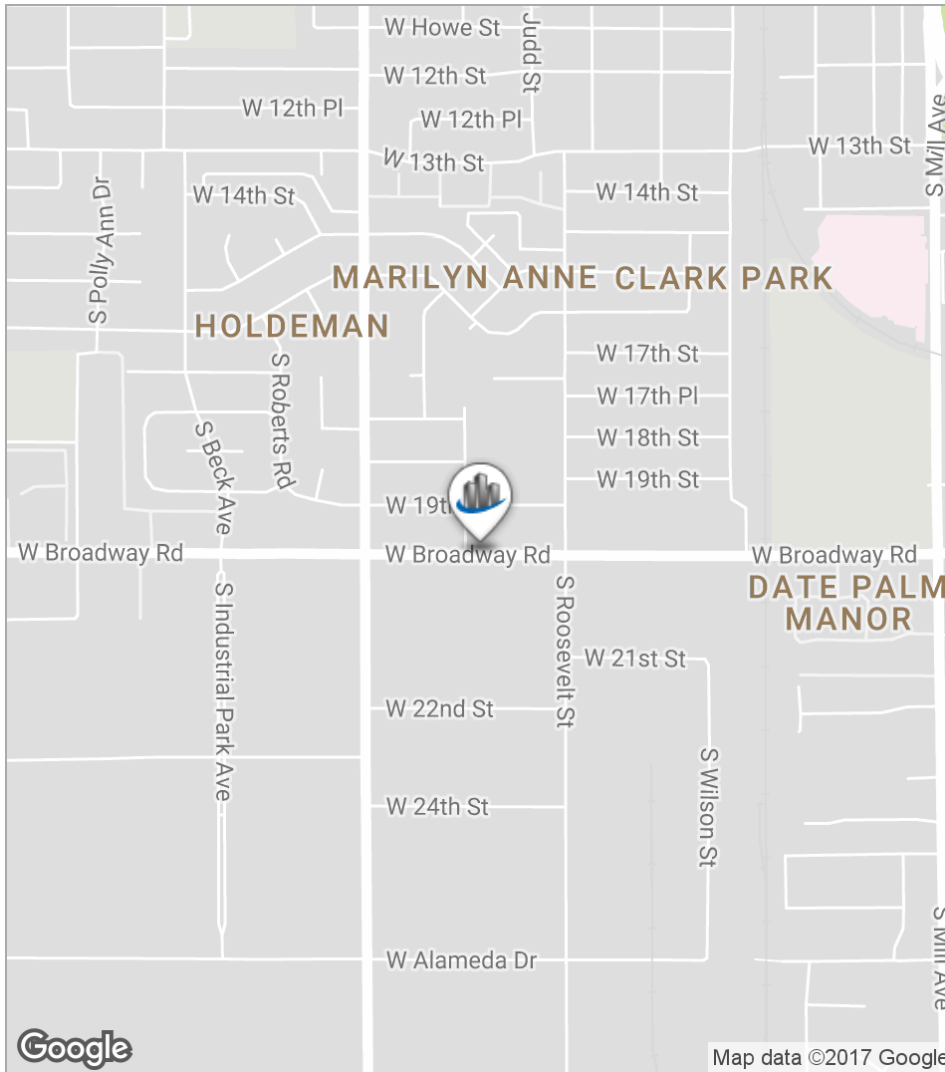 W Howe St
Judd St
W 12th St
W 12th Pl
W 12th Pl
S Mill Ave
W 13th St
W 13th St
W 14th St
W 14th St
S Polly Ann Dr
MARILYN ANNE
CLARK PARK
HOLDEMAN
W 17th St
S Roberts Rd
W 17th Pl
W 18th St
S Beck Ave
W 19th St
W 19t
W Broadway Rd
W Broadway Rd
W Broadway Rd
DATE PALM
MANOR
S Industrial Park Ave
S Roosevelt St
W 21st St
W 22nd St
S Wilson St
W 24th St
S Mill Ave
W Alameda Dr
Google
Map data ©2017 Google